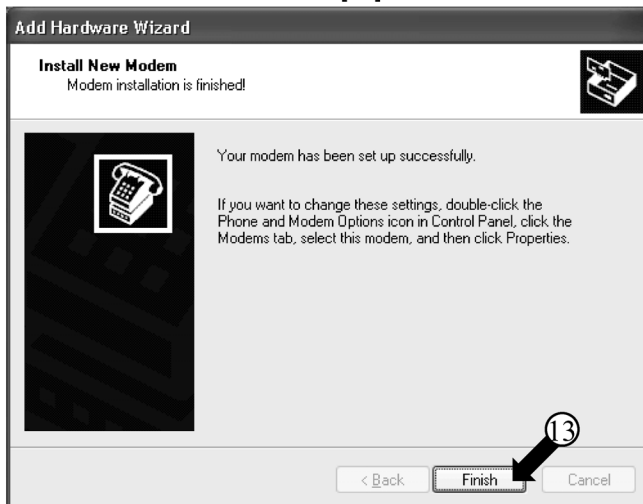 Add Hardware Wizard
Install New Modem
Modem installation is finished!
Your modem has been set up successfully.
If you want to change these settings, double-click the
Phone and Modem Options icon in Control Panel, click the
Modems tab, select this modem, and then click Properties.
13
< Back
Finish
Cancel